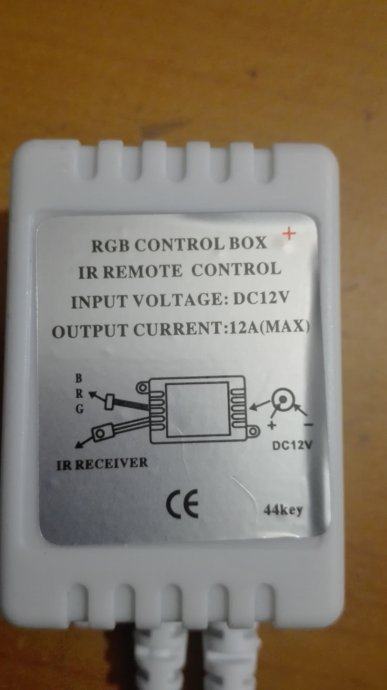 RGB CONTROL BOX +
IR REMOTE CONTROL
INPUT VOLTAGE: DC12V
OUTPUT CURRENT:12A(MAX)
B
R
G
+ −
DC12V
IR RECEIVER
CE
44key